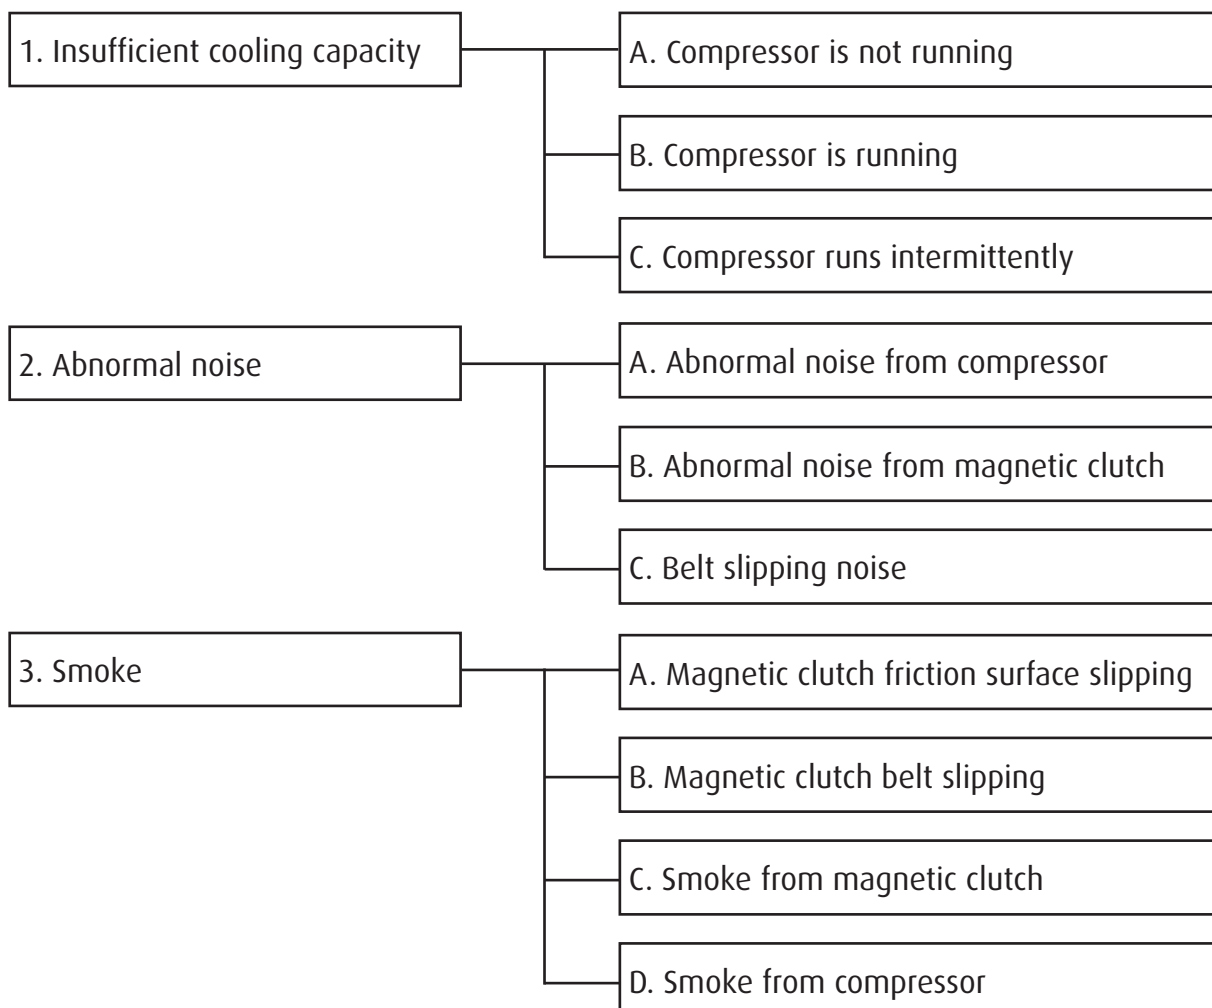 1. Insufficient cooling capacity
A. Compressor is not running
B. Compressor is running
C. Compressor runs intermittently
2. Abnormal noise
A. Abnormal noise from compressor
B. Abnormal noise from magnetic clutch
C. Belt slipping noise
3. Smoke
A. Magnetic clutch friction surface slipping
B. Magnetic clutch belt slipping
C. Smoke from magnetic clutch
D. Smoke from compressor